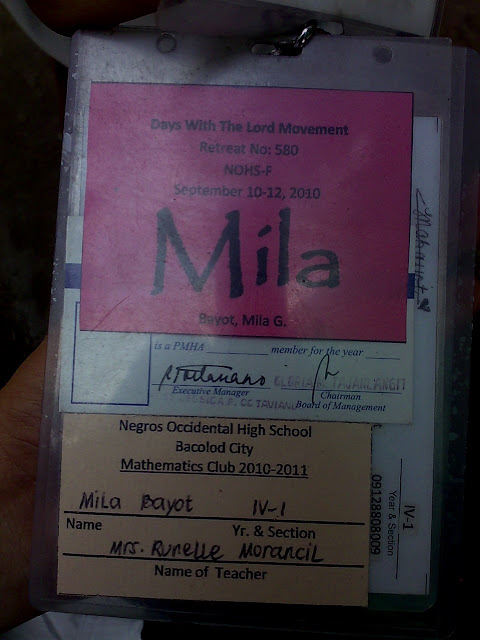 Days With The Lord Movement
Retreat No: 580
NOHS-F
September 10-12, 2010
Mila
Bayot, Mila G.
is a PMHA member for the year
Executive Manager
Chairman
Board of Management
Negros Occidental High School
Bacolod City
Mathematics Club 2010-2011
Mila Bayot IV-1
Name Yr. & Section
Mrs. Runelle Morancil
Name of Teacher
IV-1
Year & Section
09128808009